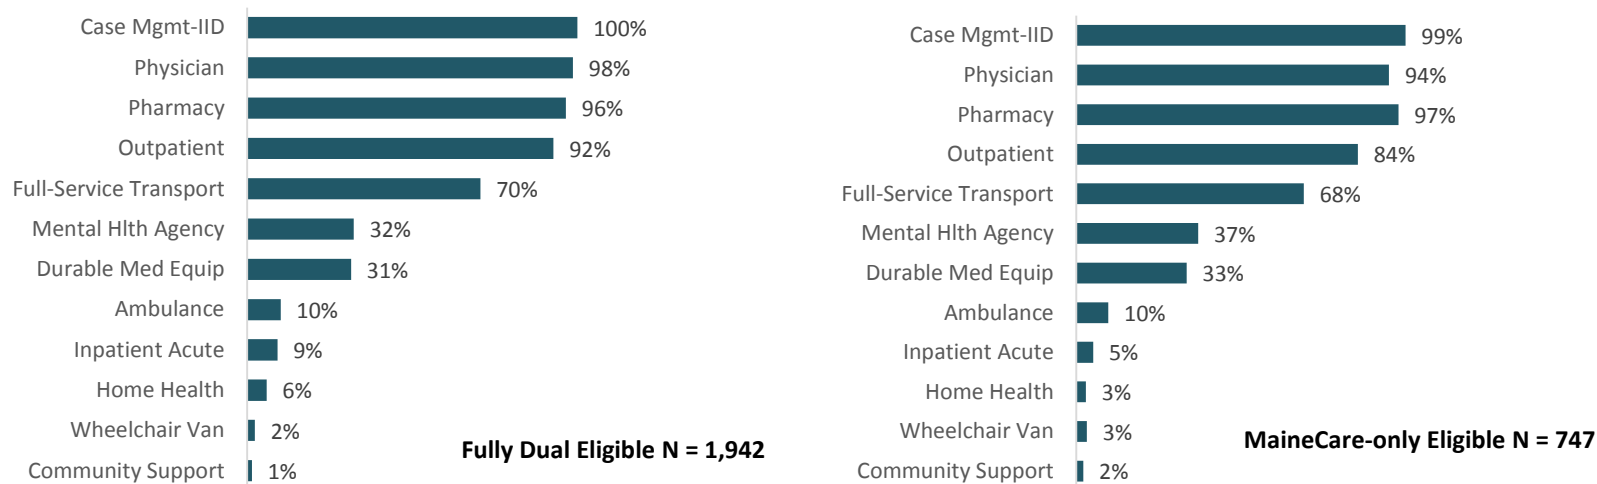 Case Mgmt-IID 100%
Physician 98%
Pharmacy 96%
Outpatient 92%
Full-Service Transport 70%
Mental Hlth Agency 32%
Durable Med Equip 31%
Ambulance 10%
Inpatient Acute 9%
Home Health 6%
Wheelchair Van 2%
Community Support 1%
Fully Dual Eligible N = 1,942
Case Mgmt-IID 99%
Physician 94%
Pharmacy 97%
Outpatient 84%
Full-Service Transport 68%
Mental Hlth Agency 37%
Durable Med Equip 33%
Ambulance 10%
Inpatient Acute 5%
Home Health 3%
Wheelchair Van 3%
Community Support 2%
MaineCare-only Eligible N = 747